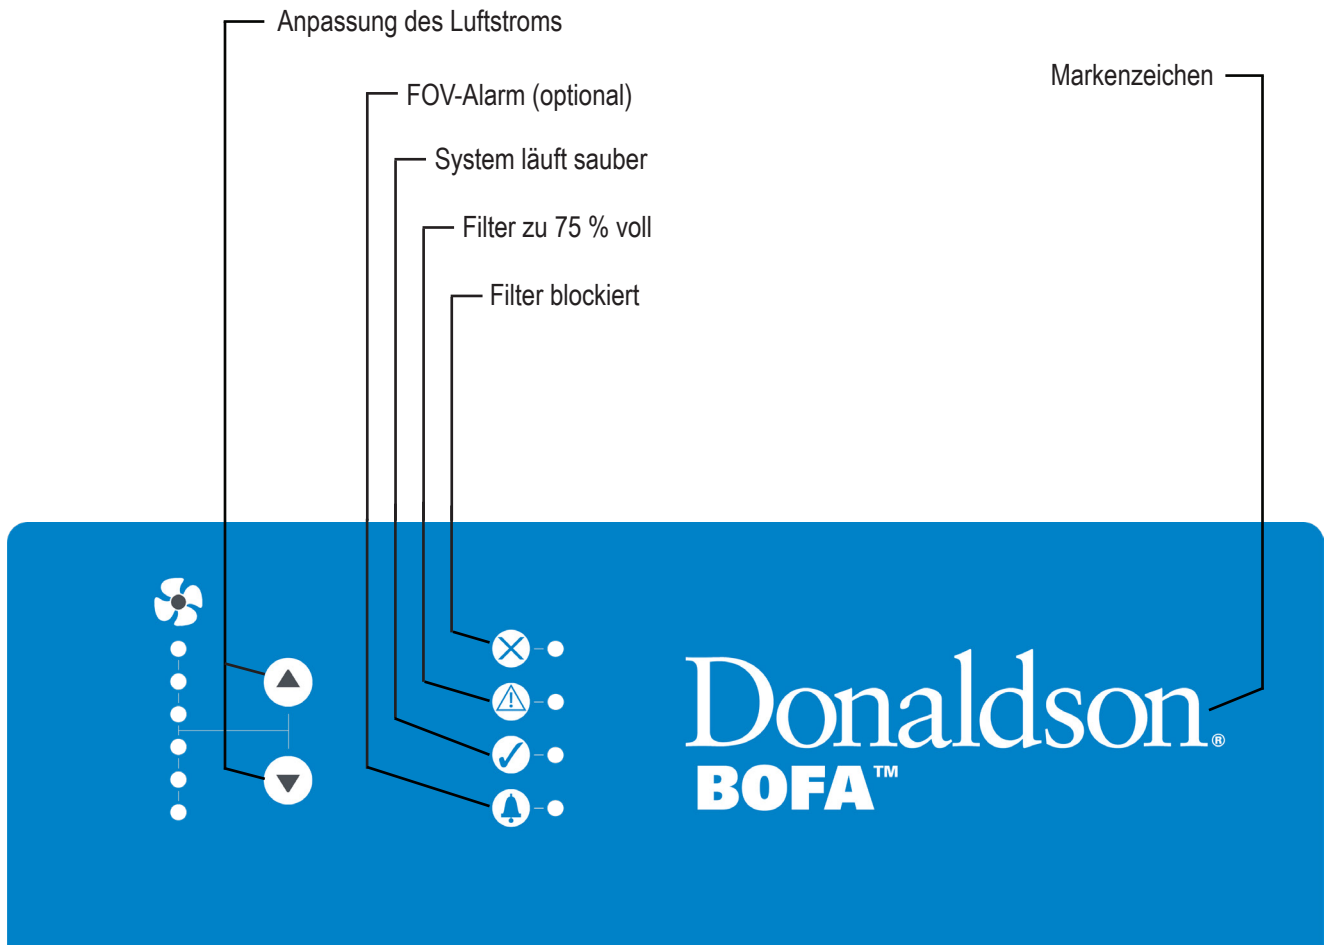 Anpassung des Luftstroms
Markenzeichen
FOV-Alarm (optional)
System läuft sauber
Filter zu 75 % voll
Filter blockiert
Donaldson®
BOFA™